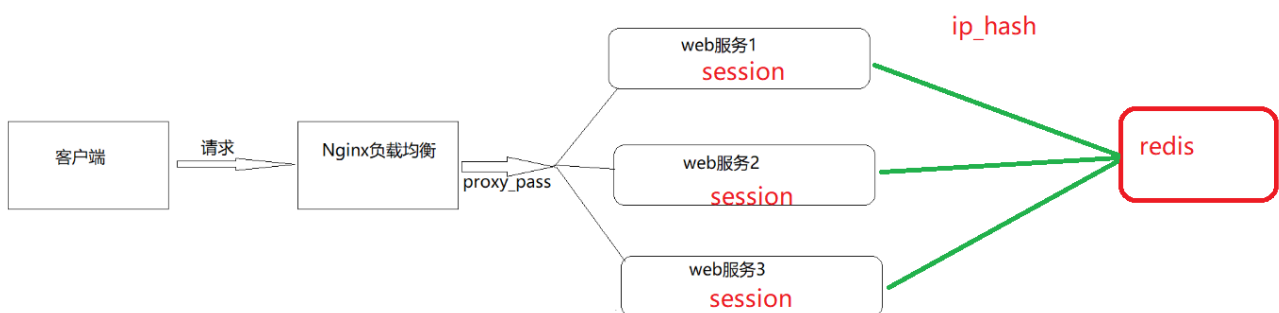 客户端
请求
Nginx负载均衡
proxy_pass
web服务1
session
web服务2
session
web服务3
session
ip_hash
redis